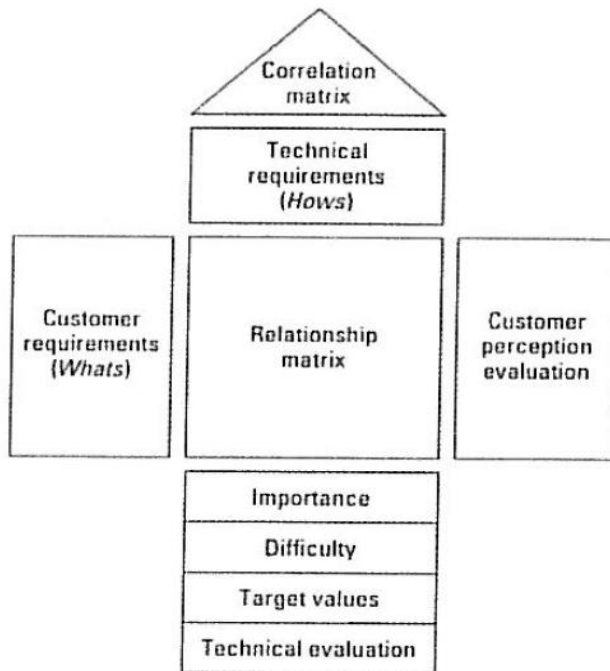 Correlation
matrix
Technical
requirements
(Hows)
Customer
requirements
(Whats)
Relationship
matrix
Customer
perception
evaluation
Importance
Difficulty
Target values
Technical evaluation